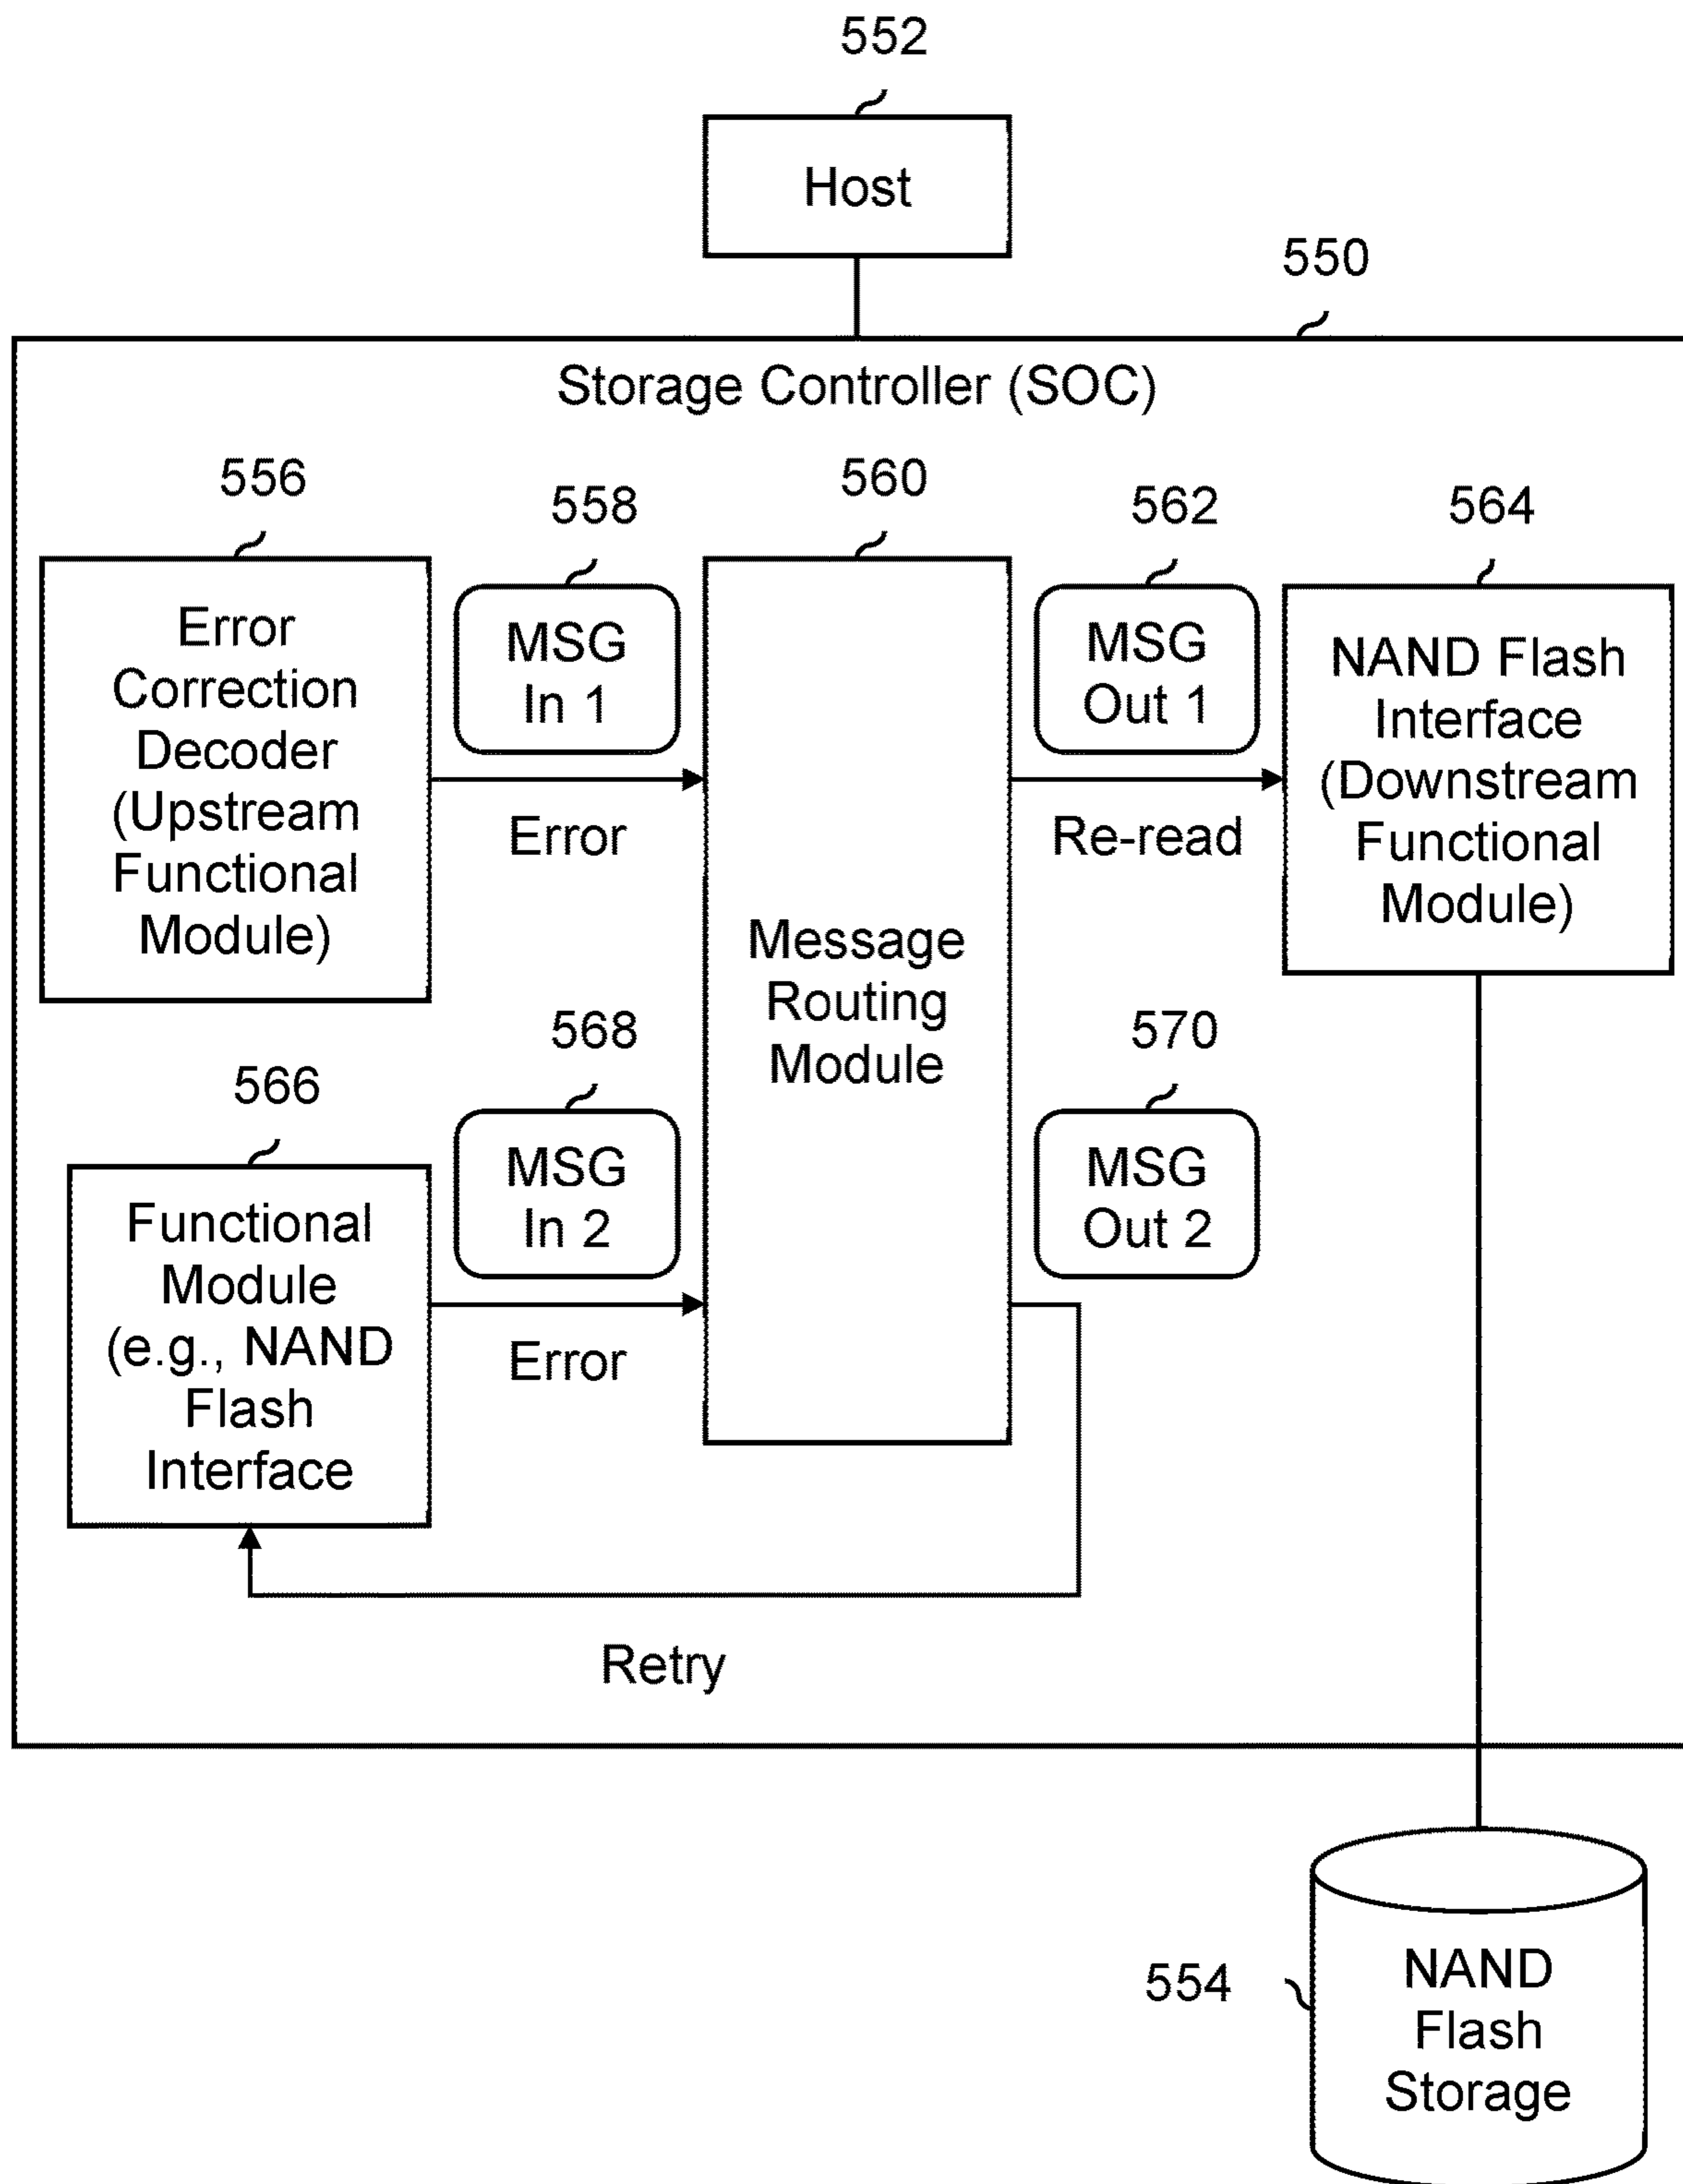 552
Host
550
Storage Controller (SOC)
556
558
560
562
564
Error
Correction
Decoder
(Upstream
Functional
Module)
MSG
In 1
Error
MSG
Out 1
Re-read
NAND Flash
Interface
(Downstream
Functional
Module)
Message
Routing
Module
566
568
570
Functional
Module
(e.g., NAND
Flash
Interface
MSG
In 2
Error
MSG
Out 2
Retry
554
NAND
Flash
Storage